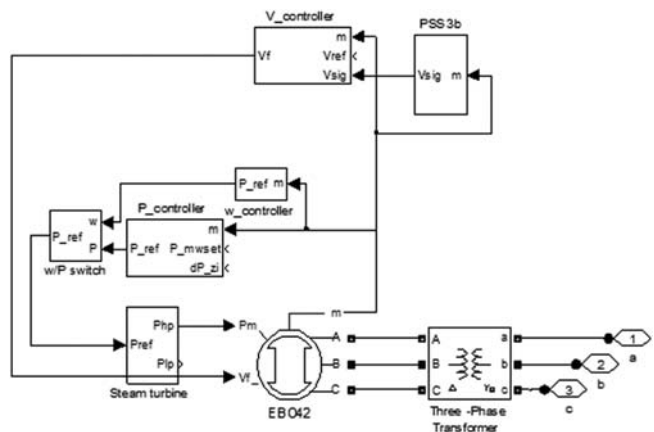 V_controller
PSS3b
Vf
m
Vref
Vsig
Vsig
m
P_ref
m
w_controller
P_controller
w
P_ref
P
w/P switch
P_ref
m
P_mwset
dP_zi
Pref
Php
Plp
Steam turbine
Pm
Vf_
m
A
B
C
EBO42
A
B
C
a
b
c
Three -Phase
Transformer
1
a
2
b
3
c